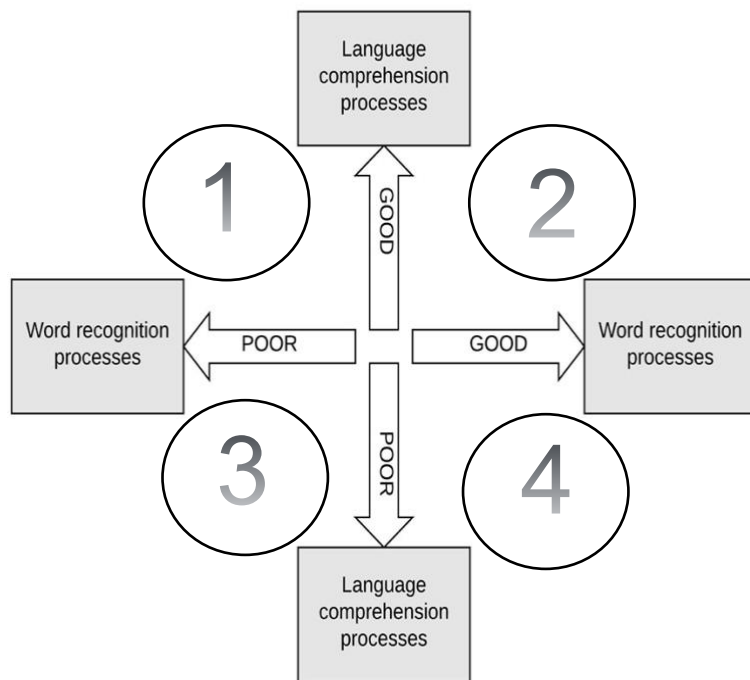 Language
comprehension
processes
1
2
GOOD
Word recognition
processes
POOR
GOOD
Word recognition
processes
3
POOR
4
Language
comprehension
processes